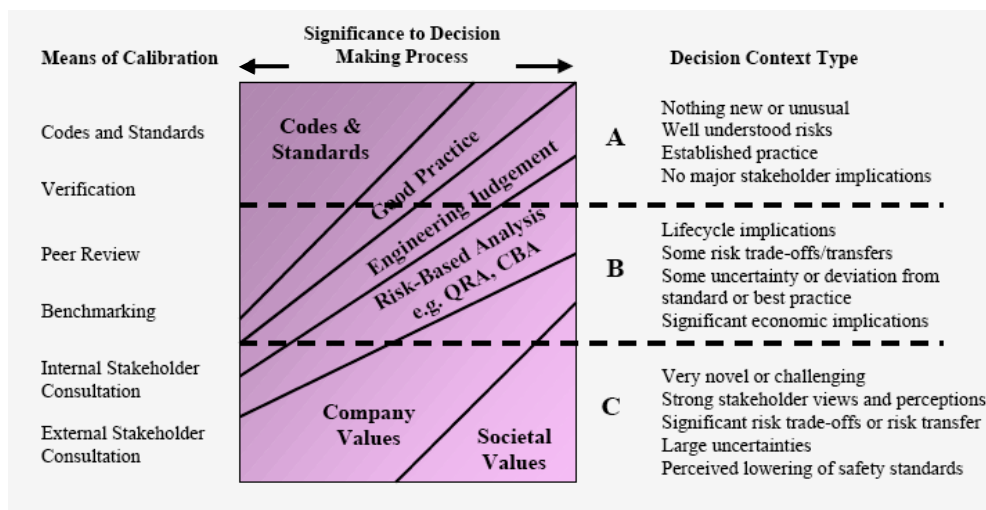 Means of Calibration
Significance to Decision
Making Process
Decision Context Type
Codes and Standards
Verification
Peer Review
Benchmarking
Internal Stakeholder
Consultation
External Stakeholder
Consultation
Codes &
Standards
Good Practice
Engineering Judgement
Risk-Based Analysis
e.g. QRA, CBA
Company
Values
Societal
Values
A
Nothing new or unusual
Well understood risks
Established practice
No major stakeholder implications
B
Lifecycle implications
Some risk trade-offs/transfers
Some uncertainty or deviation from
standard or best practice
Significant economic implications
C
Very novel or challenging
Strong stakeholder views and perceptions
Significant risk trade-offs or risk transfer
Large uncertainties
Perceived lowering of safety standards